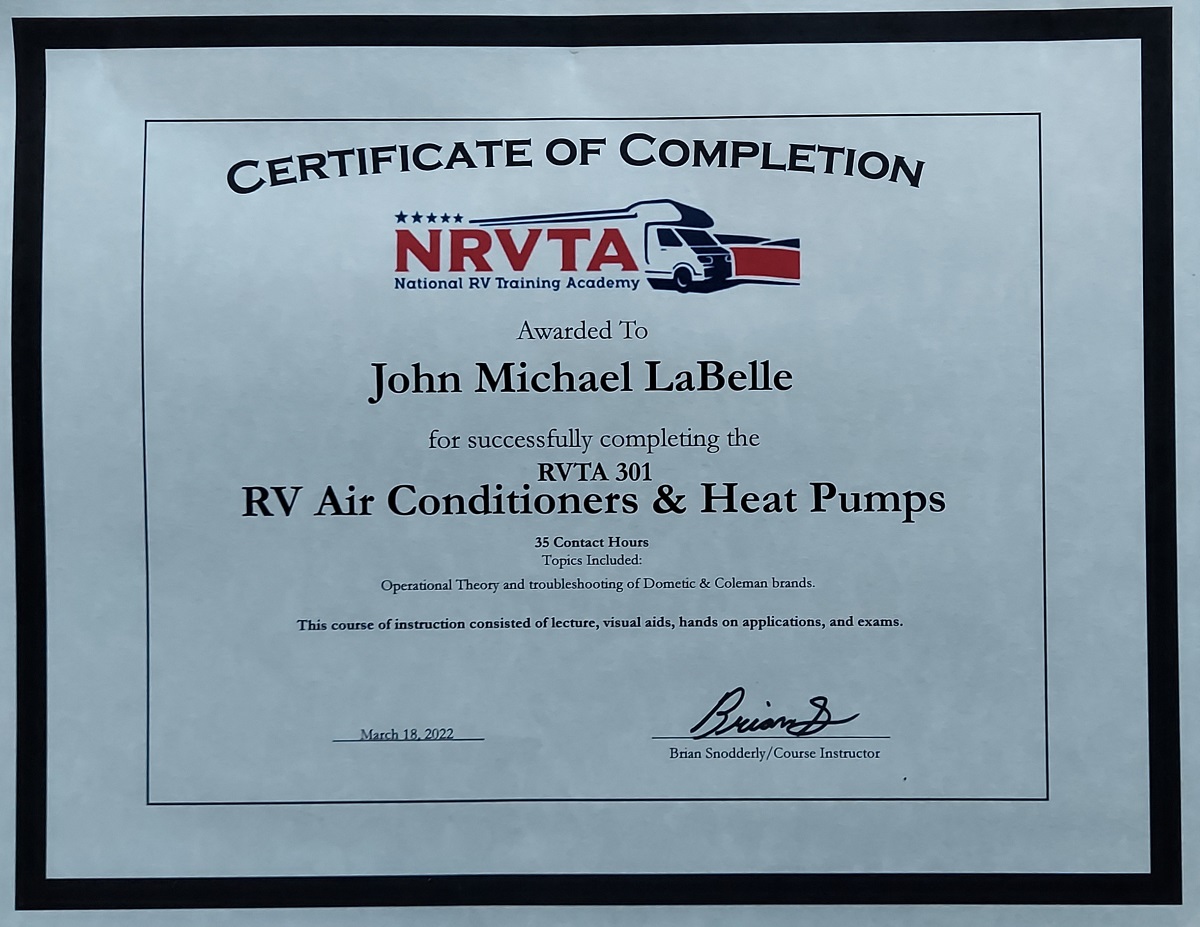 CERTIFICATE OF COMPLETION
NRVTA
National RV Training Academy
Awarded To
John Michael LaBelle
for successfully completing the
RVTA 301
RV Air Conditioners & Heat Pumps
35 Contact Hours
Topics Included:
Operational Theory and troubleshooting of Dometic & Coleman brands.
This course of instruction consisted of lecture, visual aids, hands on applications, and exams.
Brian S
March 18, 2022
Brian Snodderly/Course Instructor